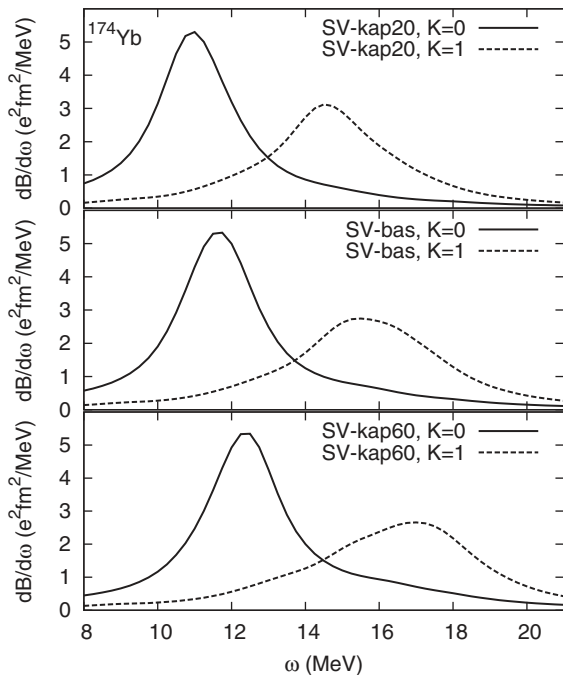 174Yb
SV-kap20, K=0
SV-kap20, K=1
dB/dω (e2fm2/MeV)
5
4
3
2
1
0
SV-bas, K=0
SV-bas, K=1
dB/dω (e2fm2/MeV)
5
4
3
2
1
0
SV-kap60, K=0
SV-kap60, K=1
dB/dω (e2fm2/MeV)
5
4
3
2
1
0
8 10 12 14 16 18 20
ω (MeV)